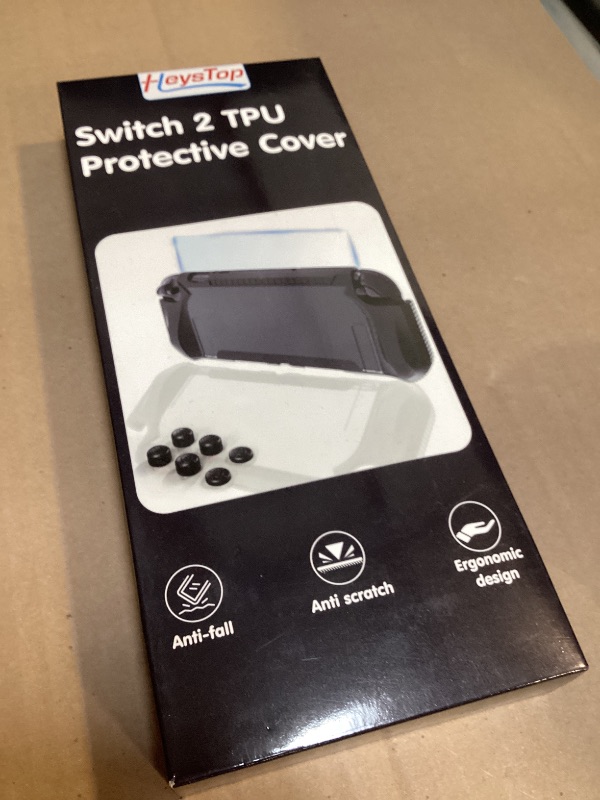 HeysTop
Switch 2 TPU
Protective Cover
Anti-fall
Anti scratch
Ergonomic
design